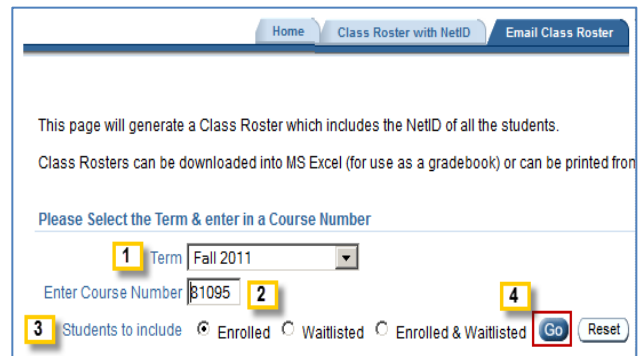 Home Class Roster with NetID Email Class Roster
This page will generate a Class Roster which includes the NetID of all the students.
Class Rosters can be downloaded into MS Excel (for use as a gradebook) or can be printed from
Please Select the Term & enter in a Course Number
1 Term Fall 2011
Enter Course Number 81095 2
4
3 Students to include Enrolled Waitlisted Enrolled & Waitlisted Go Reset